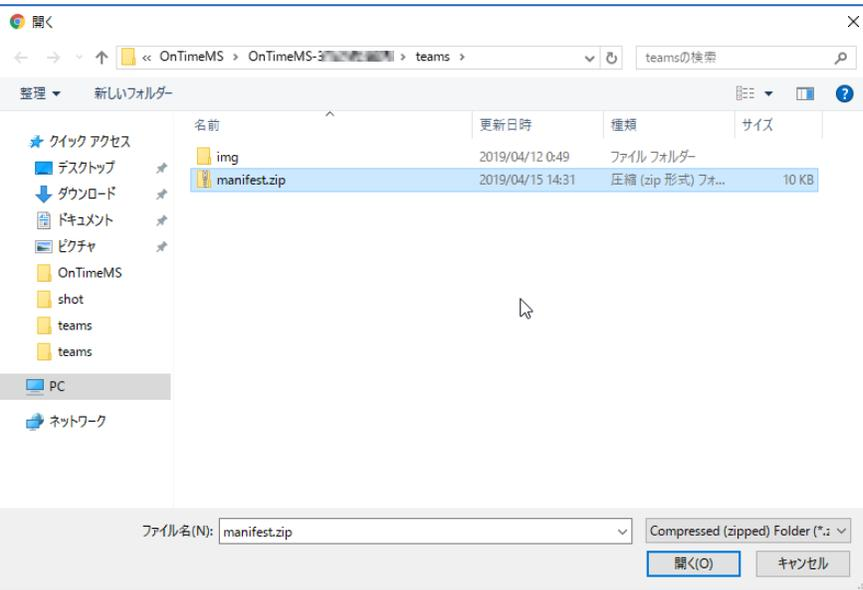 開く
« OnTimeMS > OnTimeMS- > teams >
teamsの検索
整理
新しいフォルダー
名前
更新日時
種類
サイズ
クイック アクセス
デスクトップ
ダウンロード
ドキュメント
ピクチャ
OnTimeMS
shot
teams
teams
PC
ネットワーク
img 2019/04/12 0:49 ファイル フォルダー
manifest.zip 2019/04/15 14:31 圧縮 (zip 形式) フォ... 10 KB
ファイル名(N): manifest.zip
Compressed (zipped) Folder (*.z
開く(O)
キャンセル